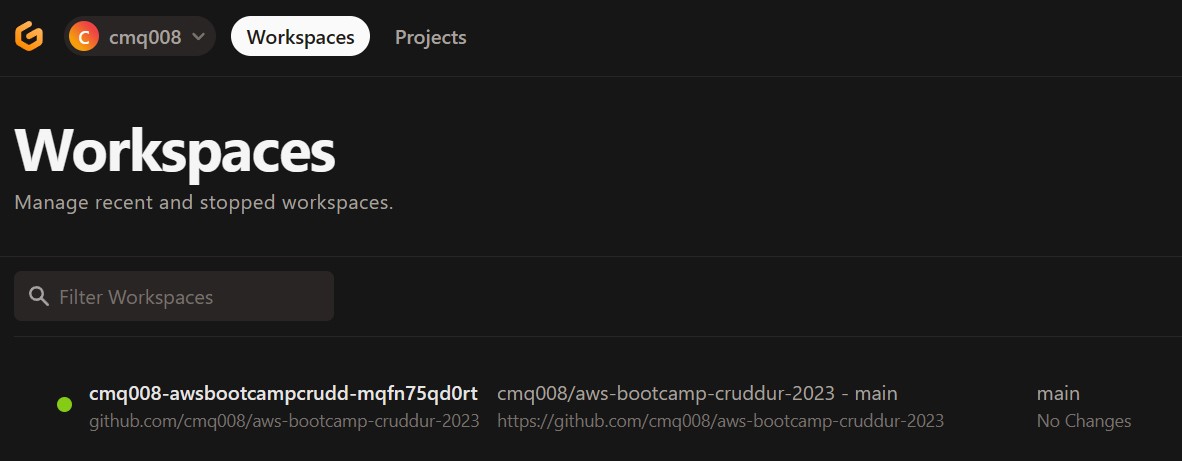 C cmq008 Workspaces Projects
Workspaces
Manage recent and stopped workspaces.
Filter Workspaces
cmq008-awsbootcampcrudd-mqfn75qd0rt cmq008/aws-bootcamp-cruddur-2023 - main main
github.com/cmq008/aws-bootcamp-cruddur-2023 https://github.com/cmq008/aws-bootcamp-cruddur-2023 No Changes